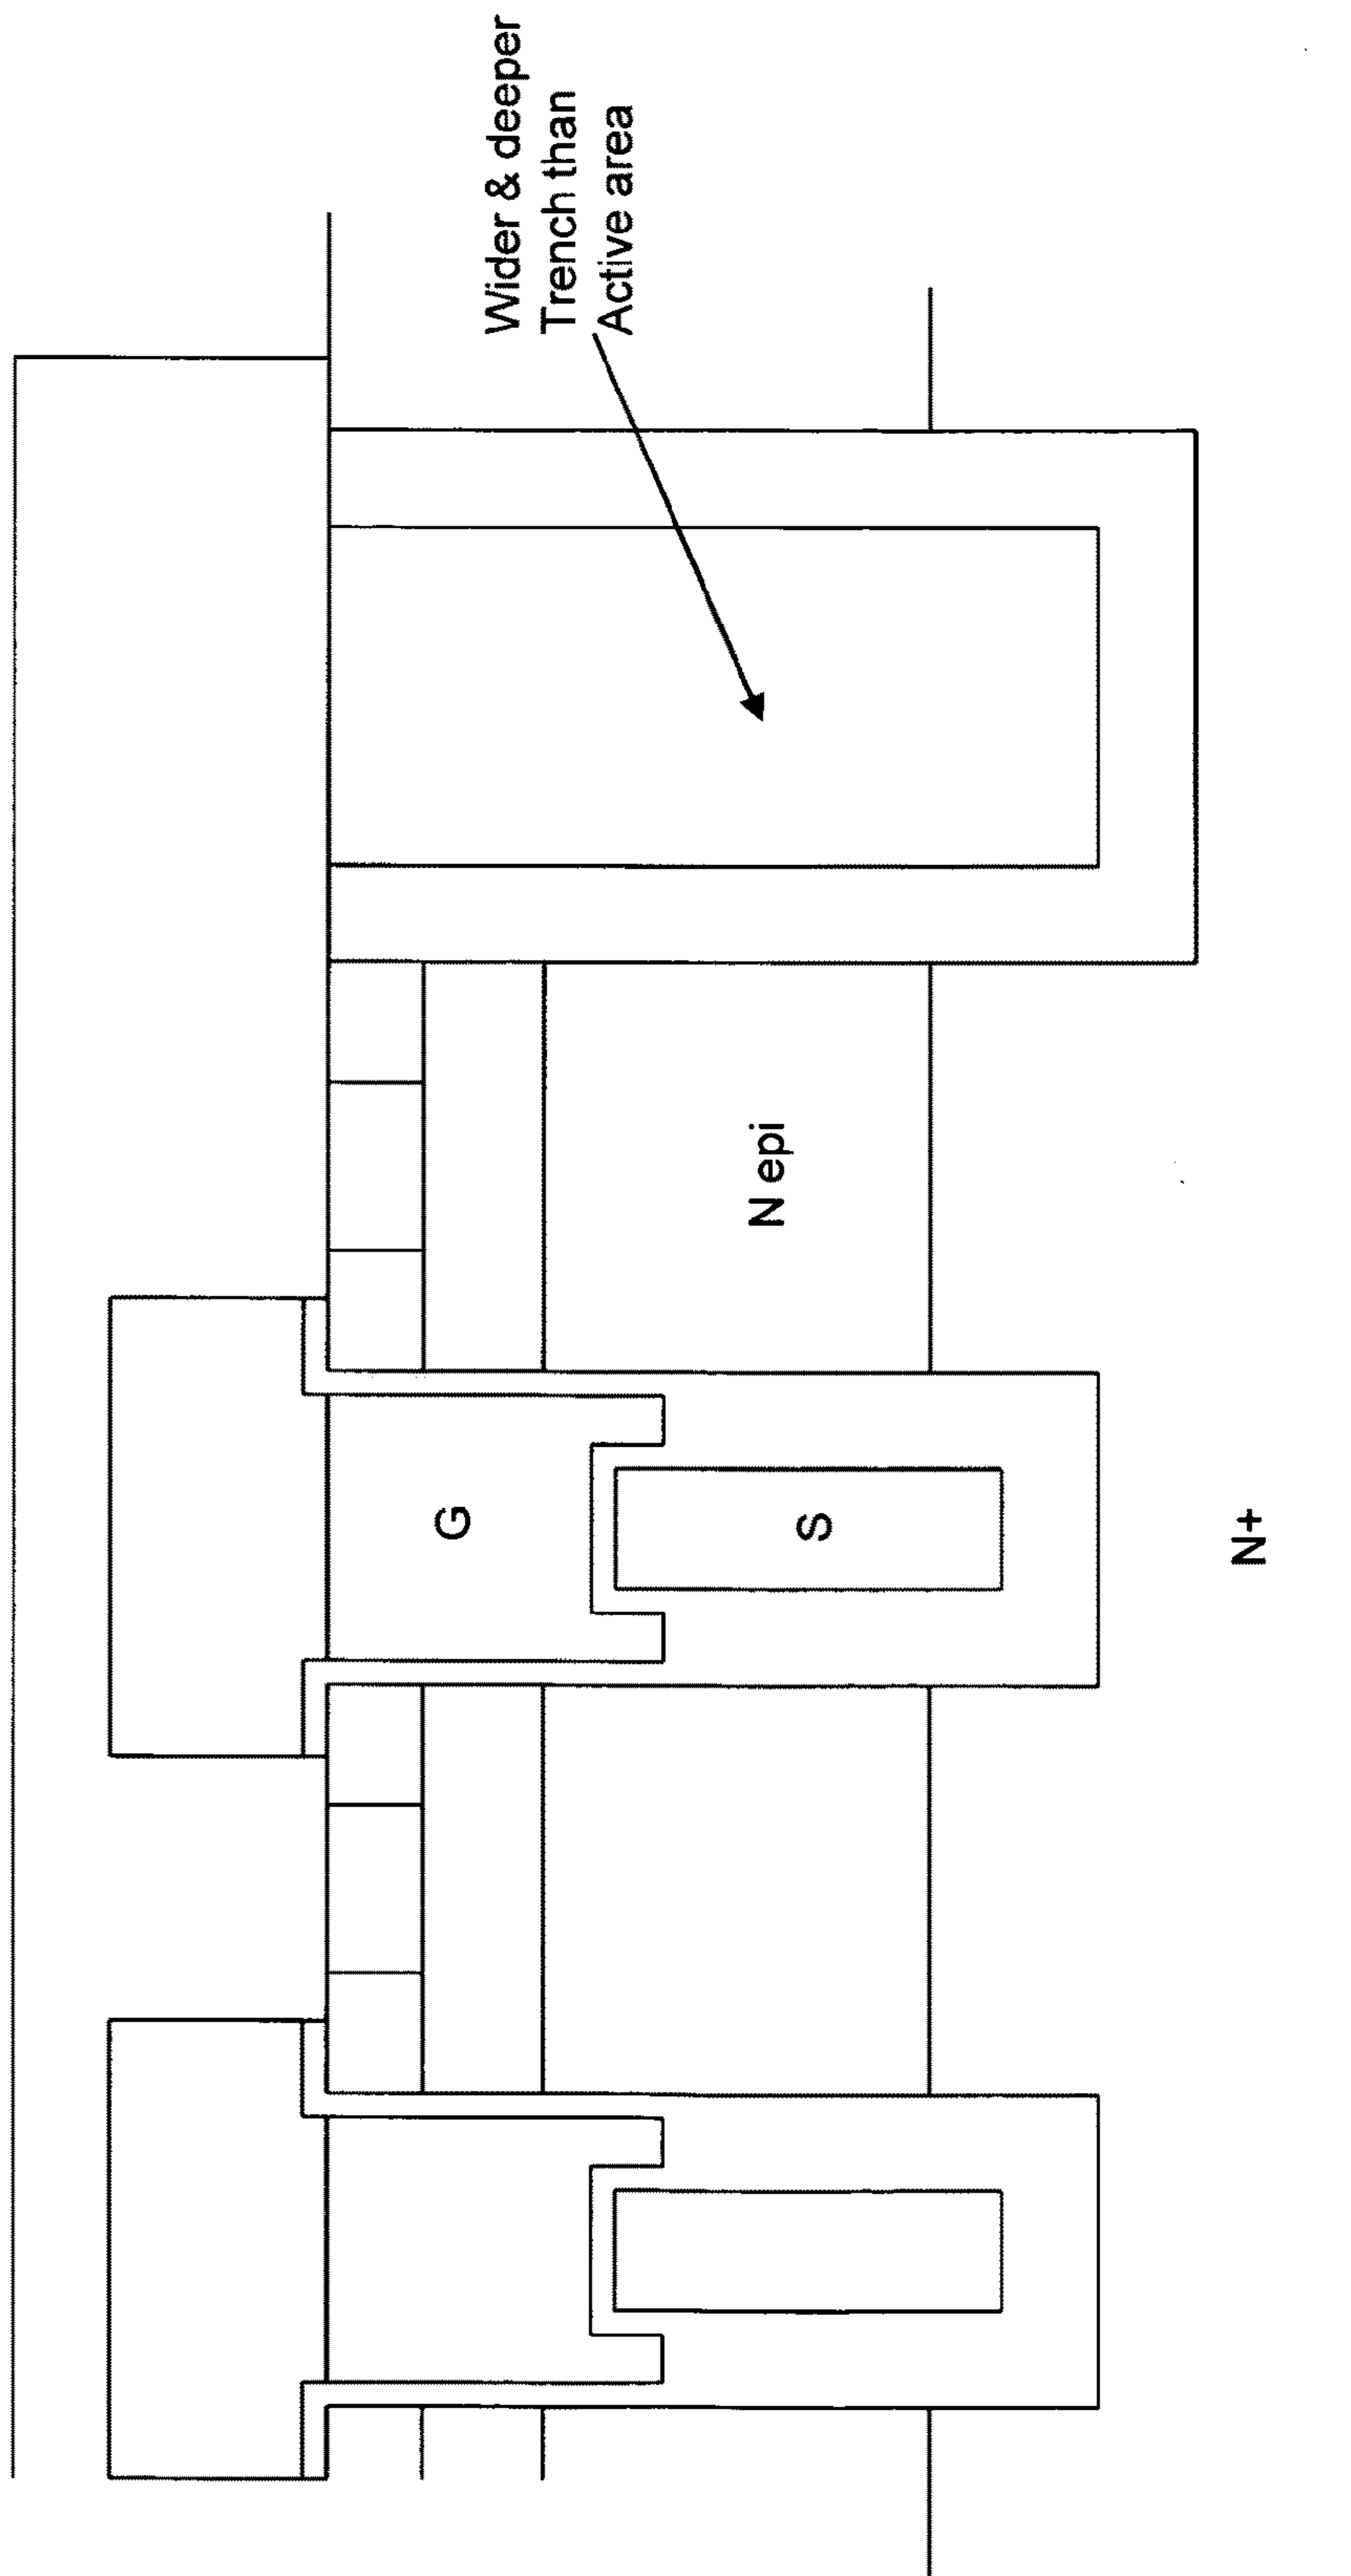 Wider & deeper
Trench than
Active area
G
S
N epi
N+